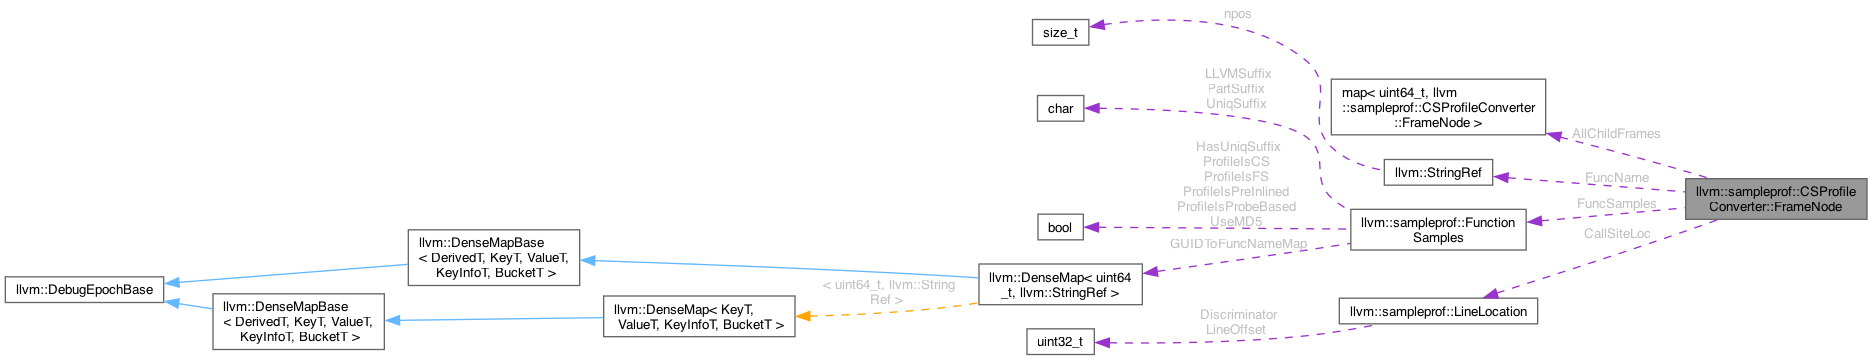 npos
size_t
LLVMSuffix
PartSuffix
UniqSuffix
char
map< uint64_t, llvm
::sampleprof::CSProfileConverter
::FrameNode >
AllChildFrames
HasUniqSuffix
ProfileIsCS
ProfileIsFS
ProfileIsPreInlined
ProfileIsProbeBased
UseMD5
llvm::StringRef
FuncName
llvm::sampleprof::CSProfile
Converter::FrameNode
FuncSamples
bool
llvm::sampleprof::Function
Samples
CallSiteLoc
GUIDToFuncNameMap
llvm::DenseMapBase
< DerivedT, KeyT, ValueT,
KeyInfoT, BucketT >
llvm::DebugEpochBase
llvm::DenseMap< uint64
_t, llvm::StringRef >
< uint64_t, llvm::String
Ref >
llvm::DenseMapBase
< DerivedT, KeyT, ValueT,
KeyInfoT, BucketT >
llvm::DenseMap< KeyT,
ValueT, KeyInfoT, BucketT >
llvm::sampleprof::LineLocation
Discriminator
LineOffset
uint32_t